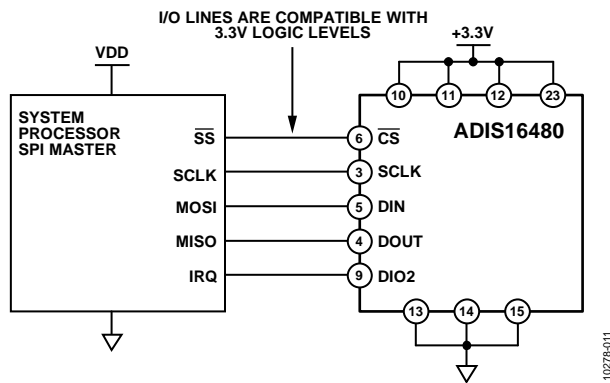 I/O LINES ARE COMPATIBLE WITH
3.3V LOGIC LEVELS
VDD
+3.3V
10 11 12 23
SYSTEM
PROCESSOR
SPI MASTER
ADIS16480
SS 6 CS
SCLK 3 SCLK
MOSI 5 DIN
MISO 4 DOUT
IRQ 9 DIO2
13 14 15
10278-011